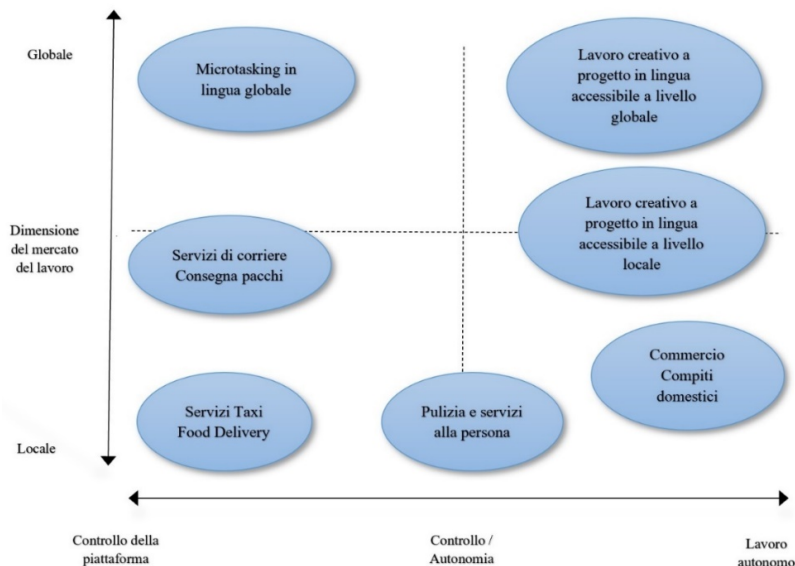 Globale
Microtasking in
lingua globale
Lavoro creativo a
progetto in lingua
accessibile a livello
globale
Dimensione
del mercato
del lavoro
Servizi di corriere
Consegna pacchi
Lavoro creativo a
progetto in lingua
accessibile a livello
locale
Commercio
Compiti
domestici
Servizi Taxi
Food Delivery
Pulizia e servizi
alla persona
Locale
Controllo della
piattaforma
Controllo /
Autonomia
Lavoro
autonomo